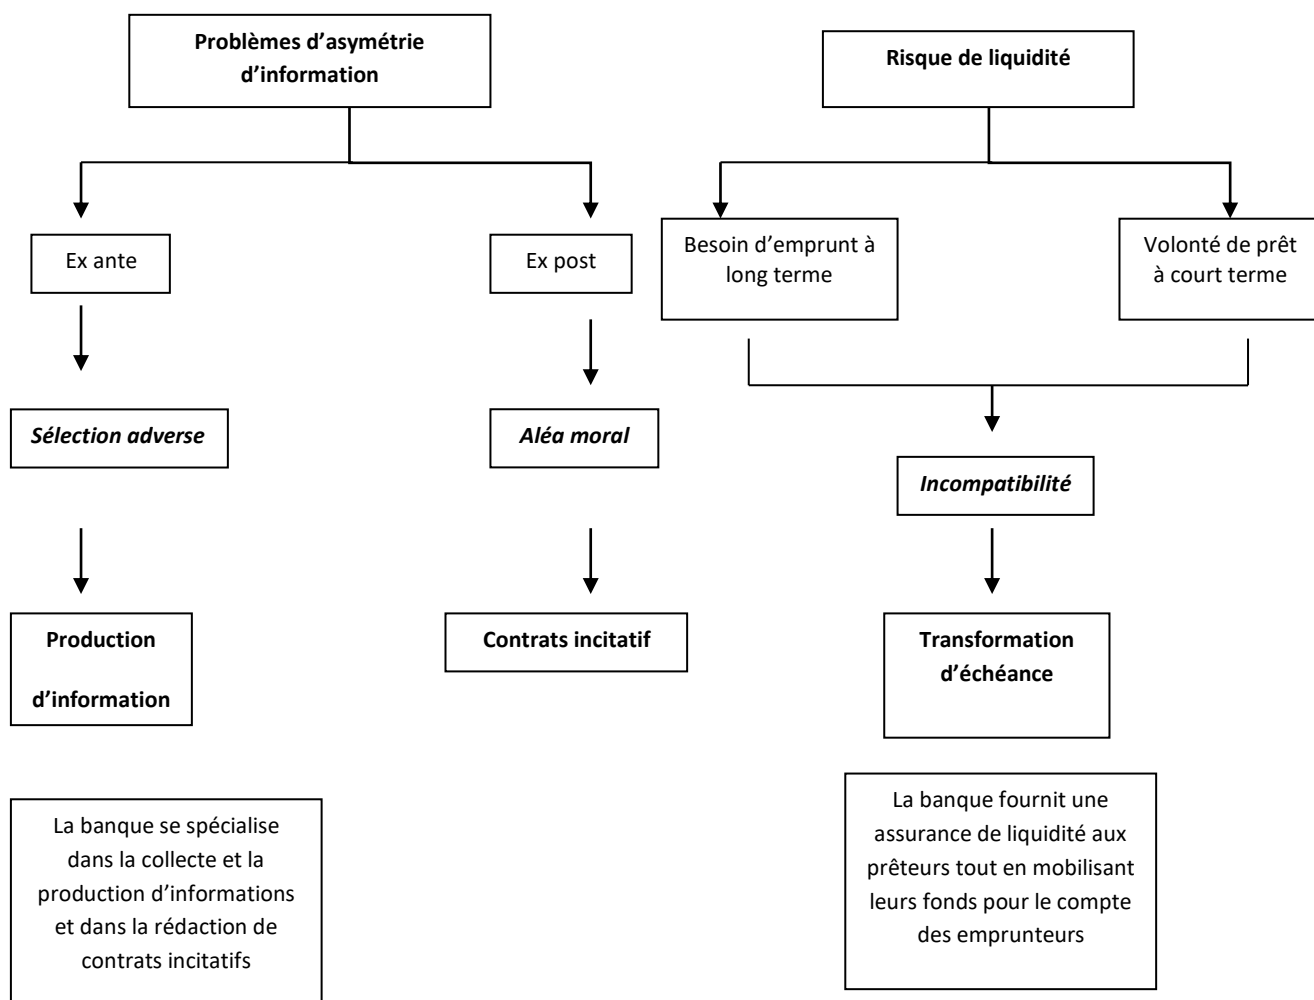 Problèmes d’asymétrie
d’information
Risque de liquidité
Ex ante
Ex post
Besoin d’emprunt à
long terme
Volonté de prêt
à court terme
Sélection adverse
Aléa moral
Incompatibilité
Production
d’information
Contrats incitatif
Transformation
d’échéance
La banque se spécialise
dans la collecte et la
production d’informations
et dans la rédaction de
contrats incitatifs
La banque fournit une
assurance de liquidité aux
prêteurs tout en mobilisant
leurs fonds pour le compte
des emprunteurs